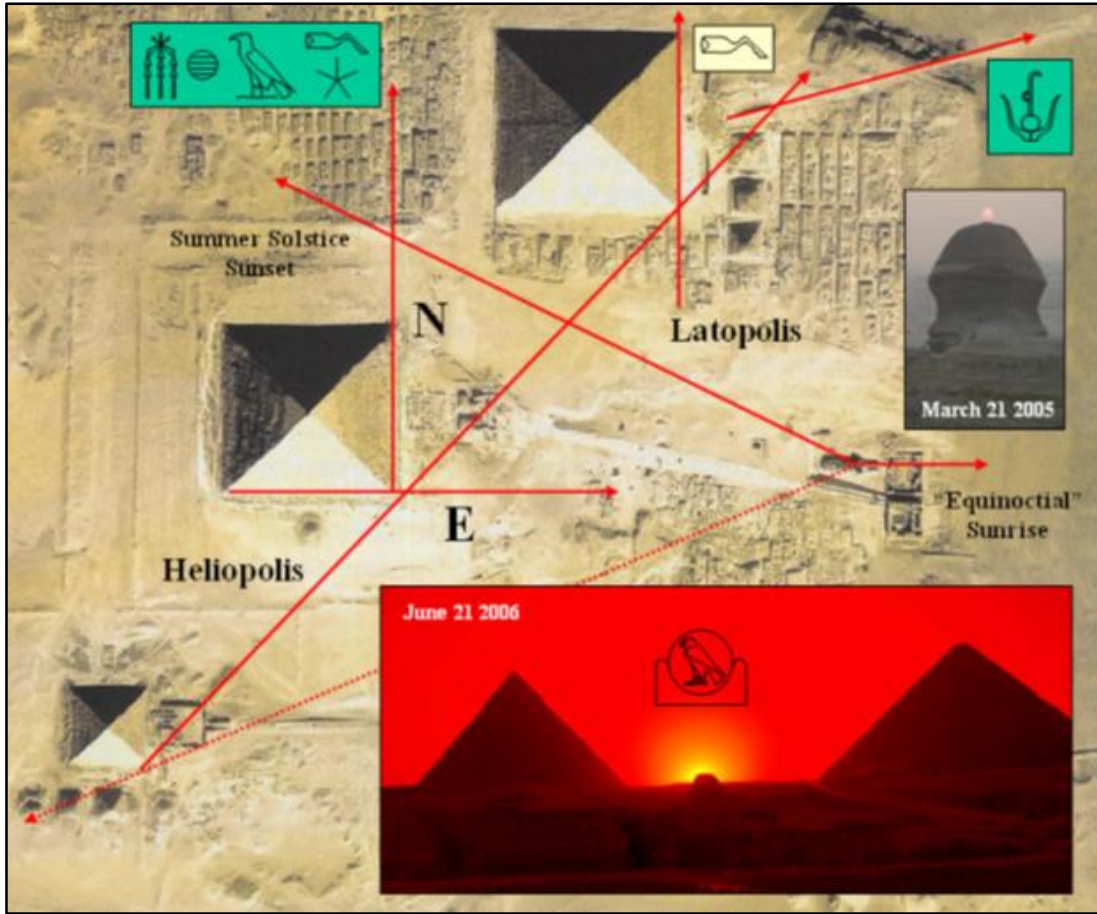 Summer Solstice
Sunset
N
Latopolis
March 21 2005
E
"Equinoctial"
Sunrise
Heliopolis
June 21 2006